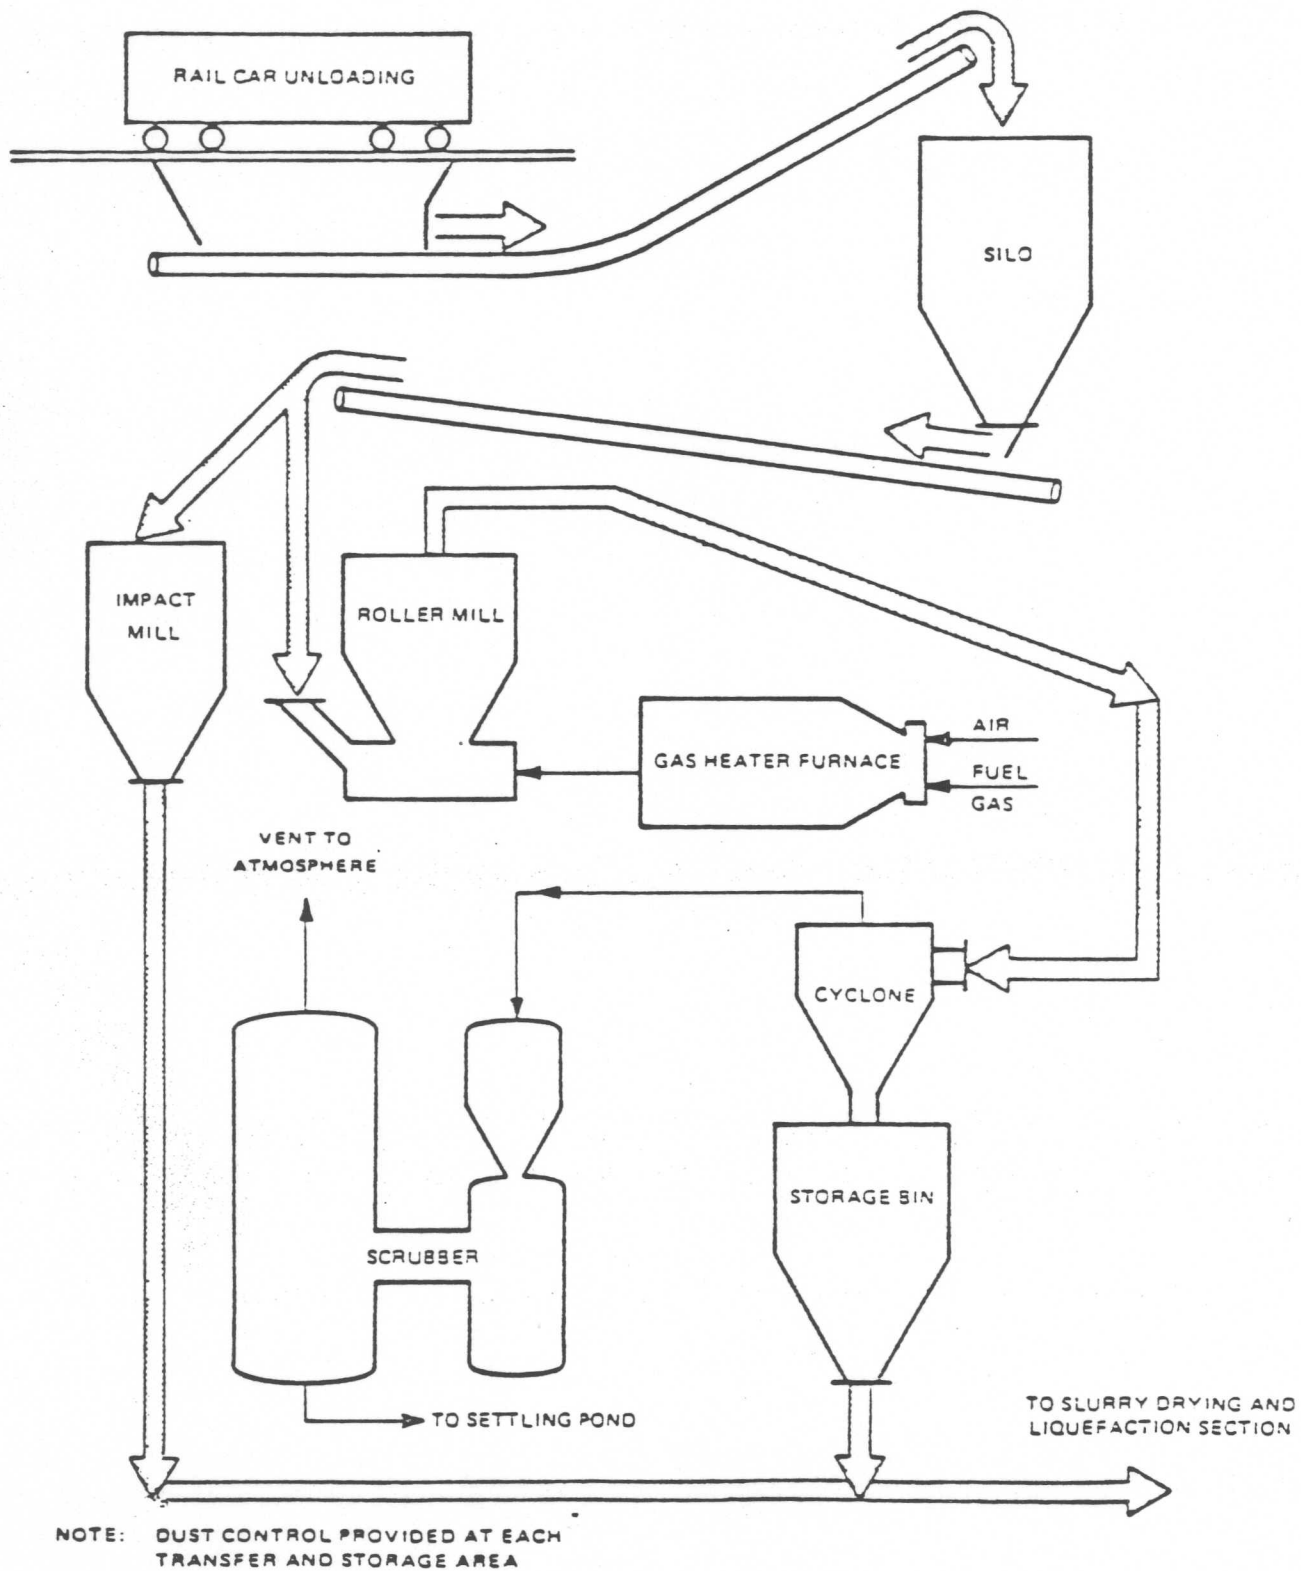 RAIL CAR UNLOADING
SILO
IMPACT
MILL
ROLLER MILL
GAS HEATER FURNACE
AIR
FUEL
GAS
VENT TO
ATMOSPHERE
CYCLONE
STORAGE BIN
SCRUBBER
TO SETTLING POND
TO SLURRY DRYING AND
LIQUEFACTION SECTION
NOTE: DUST CONTROL PROVIDED AT EACH
TRANSFER AND STORAGE AREA